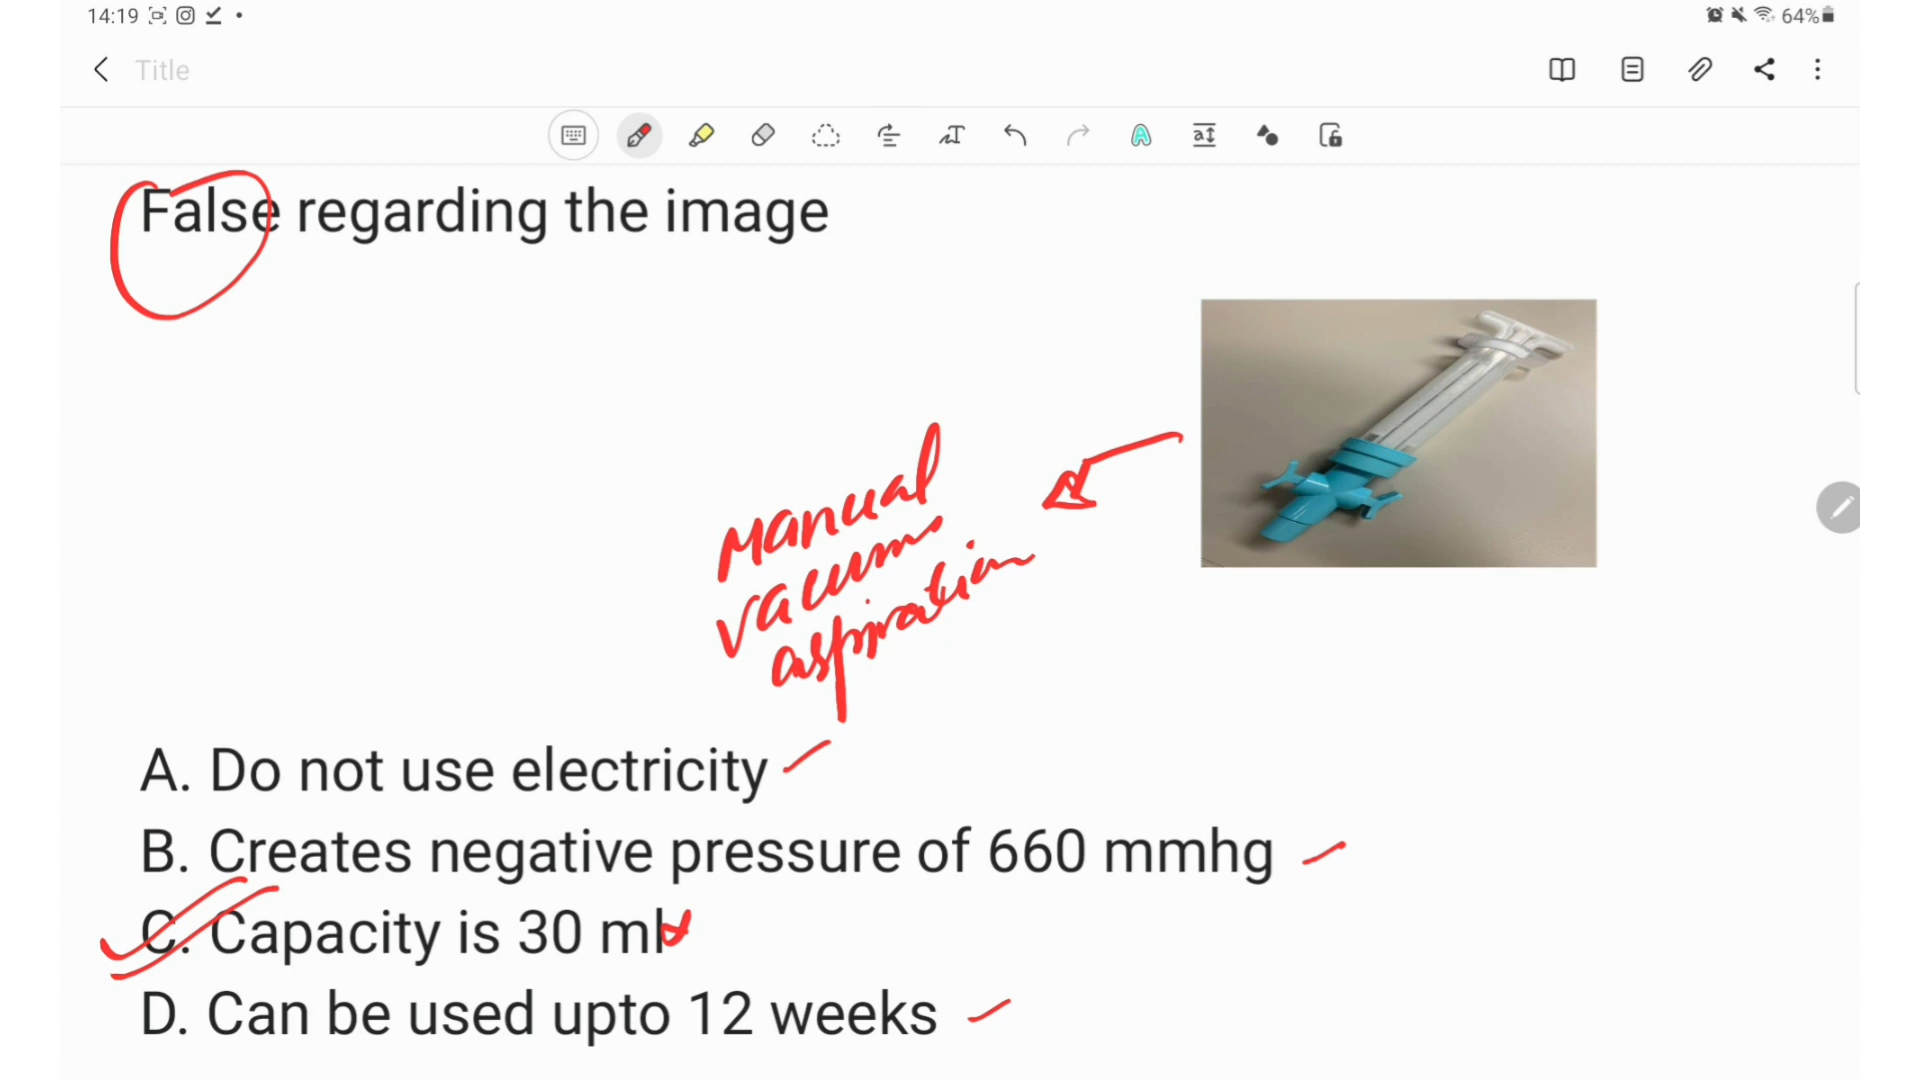 14:19
64%
Title
False regarding the image
Manual
vacuum
aspiration
A. Do not use electricity
B. Creates negative pressure of 660 mmhg
C. Capacity is 30 ml
D. Can be used upto 12 weeks